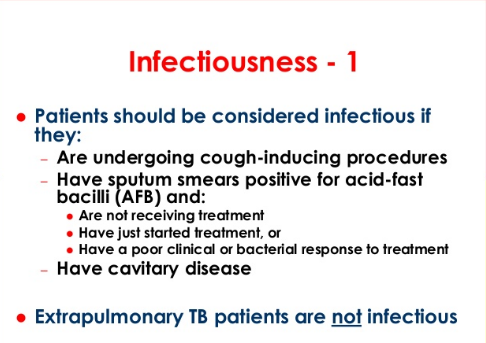 Infectiousness - 1
● Patients should be considered infectious if
they:
– Are undergoing cough-inducing procedures
– Have sputum smears positive for acid-fast
bacilli (AFB) and:
● Are not receiving treatment
● Have just started treatment, or
● Have a poor clinical or bacterial response to treatment
– Have cavitary disease
● Extrapulmonary TB patients are not infectious